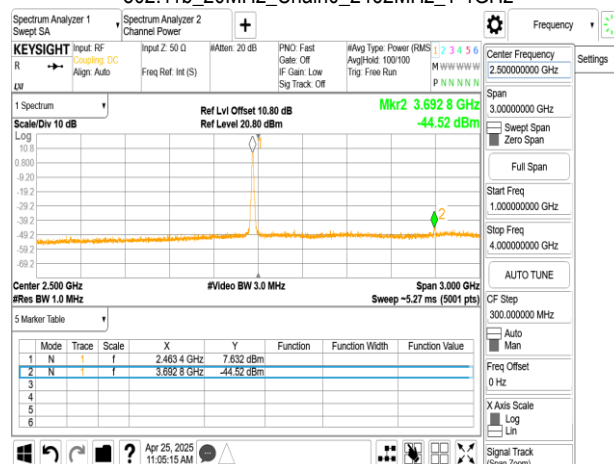 Spectrum Analyzer 1
Swept SA
Spectrum Analyzer 2
Channel Power
+
Frequency
Settings
KEYSIGHT
R
Input: RF
Coupling: DC
Align: Auto
Input Z: 50 Ω
Freq Ref: Int (S)
#Atten: 20 dB
PNO: Fast
Gate: Off
IF Gain: Low
Sig Track: Off
#Avg Type: Power (RMS
Avg|Hold: 100/100
Trig: Free Run
1 2 3 4 5 6
M W W W W W
P N N N N N
1 Spectrum
Scale/Div 10 dB
Ref Lvl Offset 10.80 dB
Ref Level 20.80 dBm
Mkr2 3.692 8 GHz
-44.52 dBm
Log
10.8
0.800
-9.20
-19.2
-29.2
-39.2
-49.2
-59.2
-69.2
2
Center 2.500 GHz
#Res BW 1.0 MHz
#Video BW 3.0 MHz
Span 3.000 GHz
Sweep ~5.27 ms (5001 pts)
5 Marker Table
Mode Trace Scale X Y Function Function Width Function Value
1 N 1 f 2.463 4 GHz 7.632 dBm
2 N 1 f 3.692 8 GHz -44.52 dBm
3
4
5
6
Center Frequency
2.500000000 GHz
Span
3.00000000 GHz
Swept Span
Zero Span
Full Span
Start Freq
1.000000000 GHz
Stop Freq
4.000000000 GHz
AUTO TUNE
CF Step
300.000000 MHz
Auto
Man
Freq Offset
0 Hz
X Axis Scale
Log
Lin
Signal Track
(Span Zoom)
?
Apr 25, 2025
11:05:15 AM